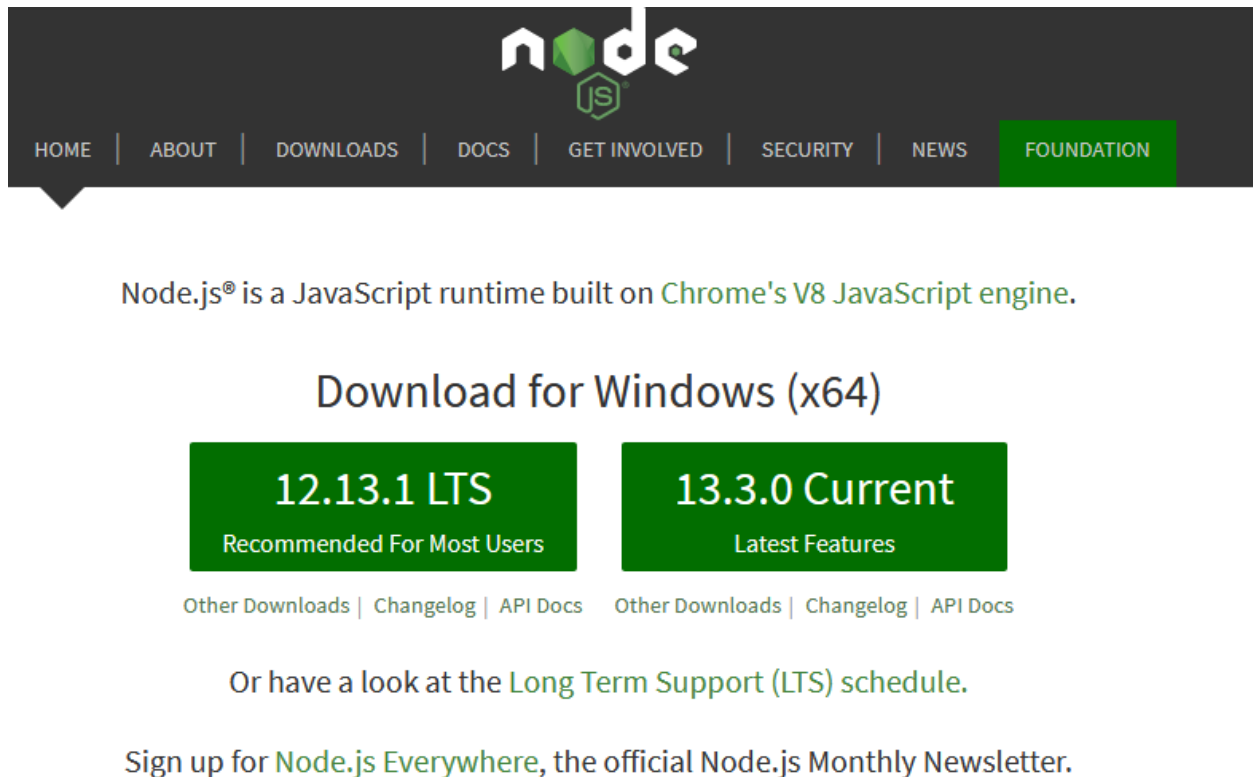 node
JS®
HOME | ABOUT | DOWNLOADS | DOCS | GET INVOLVED | SECURITY | NEWS FOUNDATION
Node.js® is a JavaScript runtime built on Chrome's V8 JavaScript engine.
Download for Windows (x64)
12.13.1 LTS
Recommended For Most Users
13.3.0 Current
Latest Features
Other Downloads | Changelog | API Docs
Other Downloads | Changelog | API Docs
Or have a look at the Long Term Support (LTS) schedule.
Sign up for Node.js Everywhere, the official Node.js Monthly Newsletter.